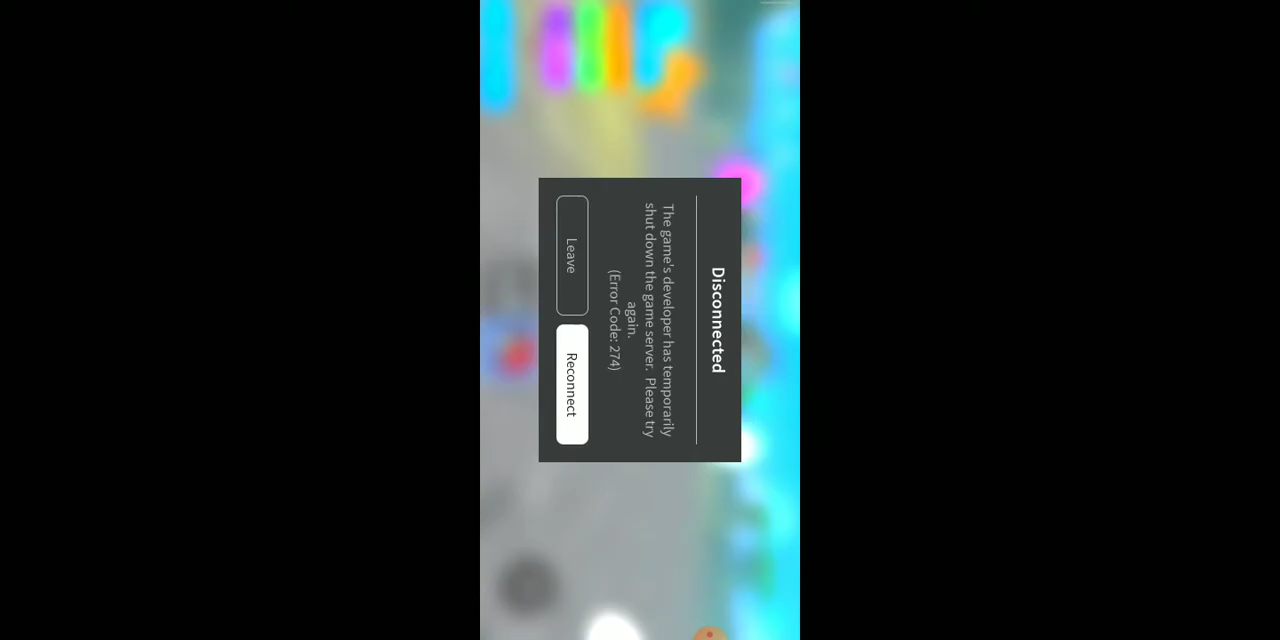 Disconnected
The game's developer has temporarily
shut down the game server. Please try
again.
(Error Code: 274)
Leave
Reconnect